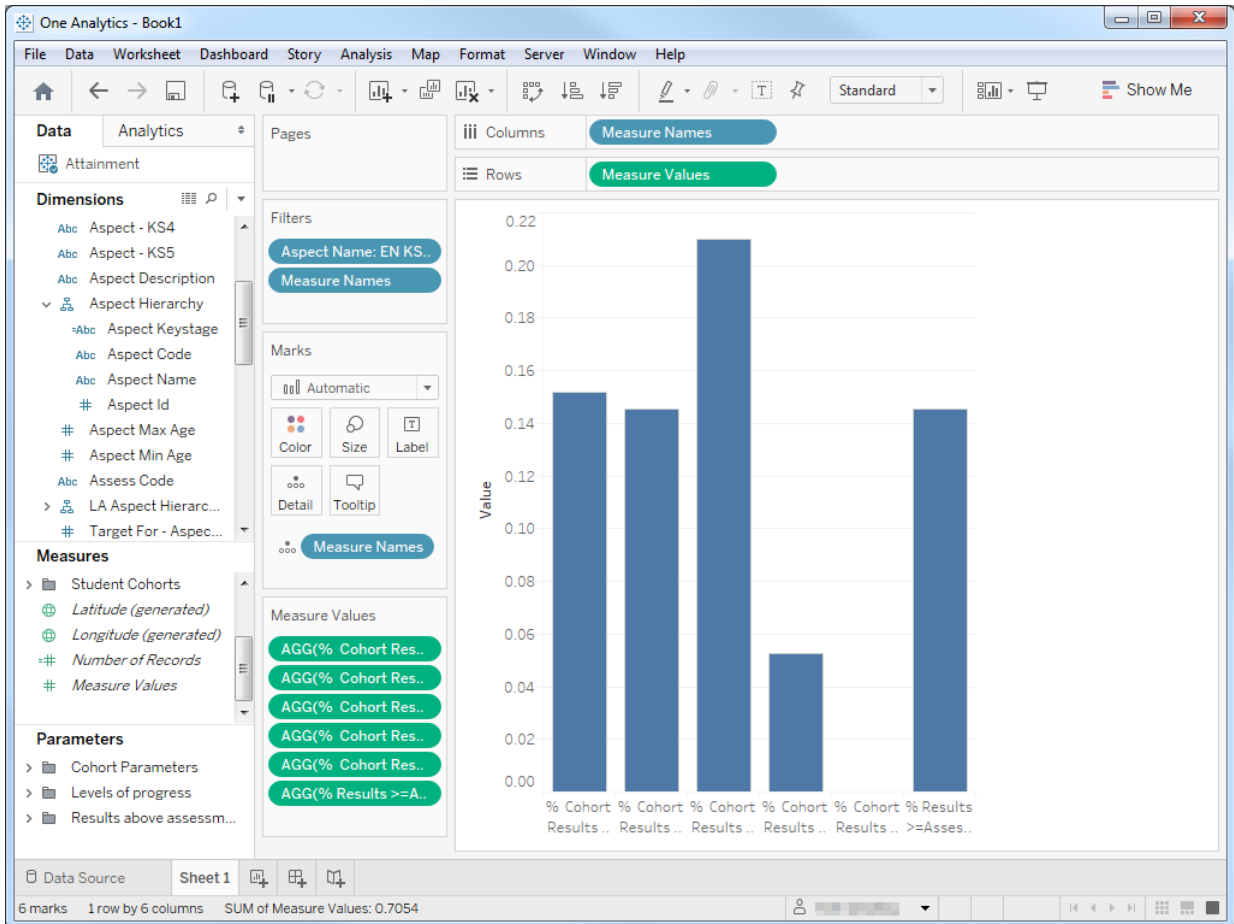 One Analytics - Book1
File Data Worksheet Dashboard Story Analysis Map Format Server Window Help
T Standard Show Me
Data Analytics
Attainment
Dimensions
Abc Aspect - KS4
Abc Aspect - KS5
Abc Aspect Description
Aspect Hierarchy
=Abc Aspect Keystage
Abc Aspect Code
Abc Aspect Name
# Aspect Id
# Aspect Max Age
# Aspect Min Age
Abc Assess Code
LA Aspect Hierarc...
# Target For - Aspec...
Measures
Student Cohorts
Latitude (generated)
Longitude (generated)
=# Number of Records
# Measure Values
Parameters
Cohort Parameters
Levels of progress
Results above assessm...
Pages
Filters
Aspect Name: EN KS..
Measure Names
Marks
Automatic
Color Size T Label
Detail Tooltip
Measure Names
Measure Values
AGG(% Cohort Res..
AGG(% Cohort Res..
AGG(% Cohort Res..
AGG(% Cohort Res..
AGG(% Cohort Res..
AGG(% Results >=A..
iii Columns Measure Names
Rows Measure Values
0.22
0.20
0.18
0.16
0.14
0.12
0.10
0.08
0.06
0.04
0.02
0.00
Value
% Cohort % Cohort % Cohort % Cohort % Cohort % Results
Results .. Results .. Results .. Results .. Results .. >=Asses..
Data Source Sheet 1
6 marks 1 row by 6 columns SUM of Measure Values: 0.7054